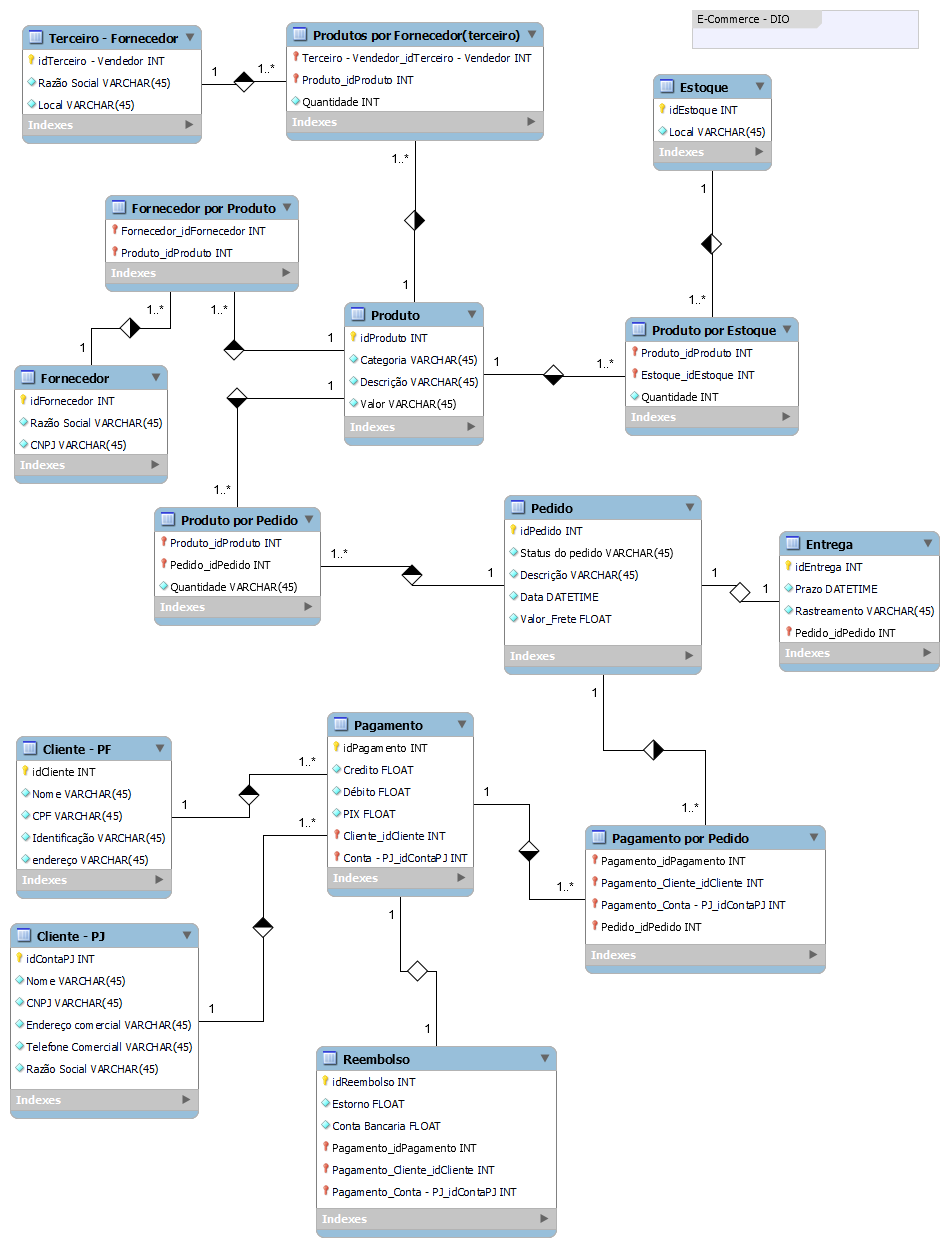 E-Commerce - DIO
Terceiro - Fornecedor
idTerceiro - Vendedor INT
Razão Social VARCHAR(45)
Local VARCHAR(45)
Indexes
1
1..*
Produtos por Fornecedor(terceiro)
Terceiro - Vendedor_idTerceiro - Vendedor INT
Produto_idProduto INT
Quantidade INT
Indexes
1..*
1
Estoque
idEstoque INT
Local VARCHAR(45)
Indexes
1
1..*
Fornecedor por Produto
Fornecedor_idFornecedor INT
Produto_idProduto INT
Indexes
1..*
1..*
1
1
Fornecedor
idFornecedor INT
Razão Social VARCHAR(45)
CNPJ VARCHAR(45)
Indexes
Produto
idProduto INT
Categoria VARCHAR(45)
Descrição VARCHAR(45)
Valor VARCHAR(45)
Indexes
1
1..*
1
1..*
Produto por Estoque
Produto_idProduto INT
Estoque_idEstoque INT
Quantidade INT
Indexes
Produto por Pedido
Produto_idProduto INT
Pedido_idPedido INT
Quantidade VARCHAR(45)
Indexes
1..*
1
Pedido
idPedido INT
Status do pedido VARCHAR(45)
Descrição VARCHAR(45)
Data DATETIME
Valor_Frete FLOAT
Indexes
1
1
Entrega
idEntrega INT
Prazo DATETIME
Rastreamento VARCHAR(45)
Pedido_idPedido INT
Indexes
1
1..*
Cliente - PF
idCliente INT
Nome VARCHAR(45)
CPF VARCHAR(45)
Identificação VARCHAR(45)
endereço VARCHAR(45)
Indexes
1
1..*
Pagamento
idPagamento INT
Credito FLOAT
Débito FLOAT
PIX FLOAT
Cliente_idCliente INT
Conta - PJ_idContaPJ INT
Indexes
1..*
1
1..*
Pagamento por Pedido
Pagamento_idPagamento INT
Pagamento_Cliente_idCliente INT
Pagamento_Conta - PJ_idContaPJ INT
Pedido_idPedido INT
Indexes
Cliente - PJ
idContaPJ INT
Nome VARCHAR(45)
CNPJ VARCHAR(45)
Endereço comercial VARCHAR(45)
Telefone Comerciall VARCHAR(45)
Razão Social VARCHAR(45)
Indexes
1
1
1
Reembolso
idReembolso INT
Estorno FLOAT
Conta Bancaria FLOAT
Pagamento_idPagamento INT
Pagamento_Cliente_idCliente INT
Pagamento_Conta - PJ_idContaPJ INT
Indexes